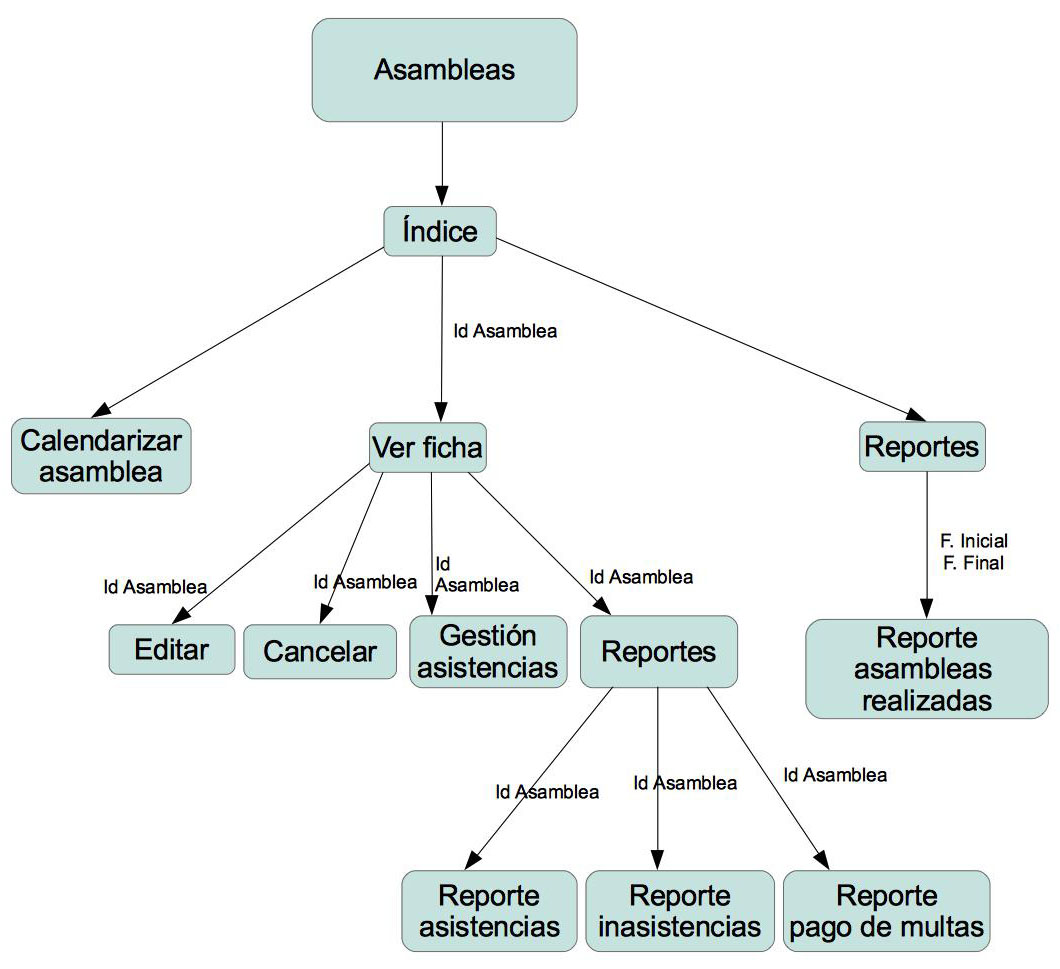 Asambleas
Índice
Id Asamblea
Calendarizar
asamblea
Ver ficha
Reportes
F. Inicial
F. Final
Id Asamblea
Id Asamblea
Id
Asamblea
Id Asamblea
Editar
Cancelar
Gestión
asistencias
Reportes
Reporte
asambleas
realizadas
Id Asamblea
Id Asamblea
Id Asamblea
Reporte
asistencias
Reporte
inasistencias
Reporte
pago de multas